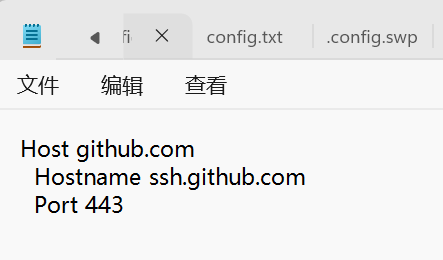 config.txt
.config.swp
文件 编辑 查看
Host github.com
Hostname ssh.github.com
Port 443